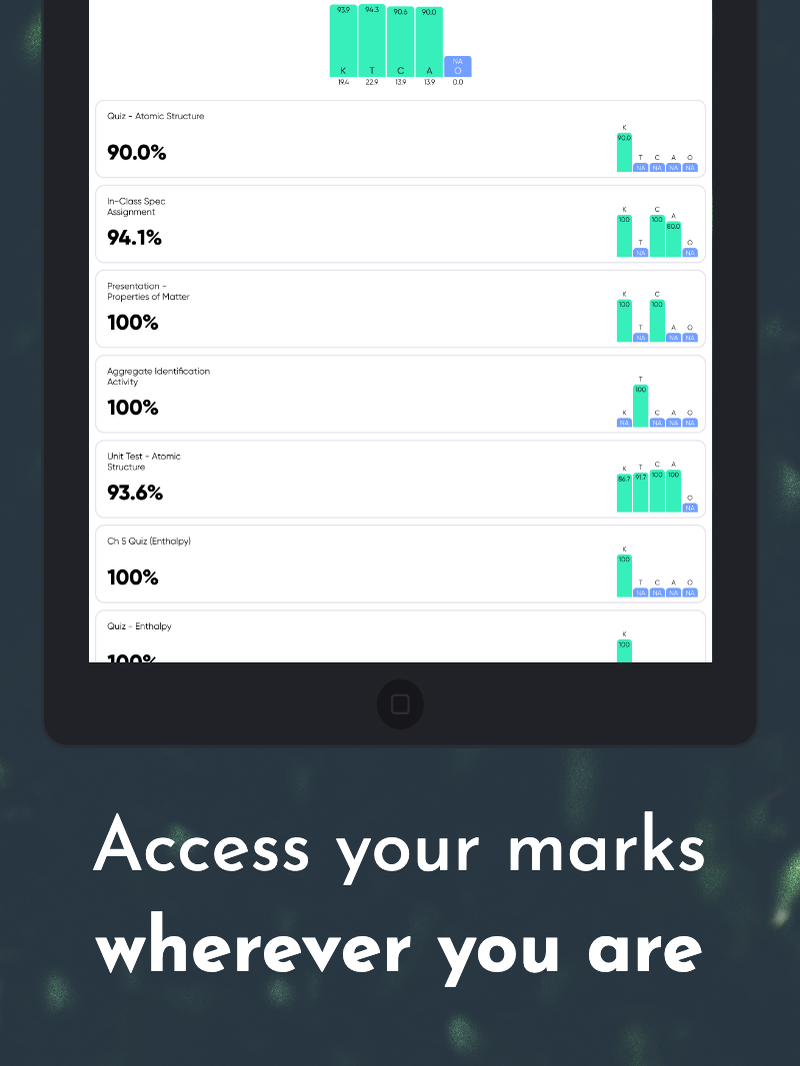 93.9 94.3 90.6 90.0
NA
K T C A O
19.4 22.9 13.9 13.9 0.0
Quiz - Atomic Structure
90.0%
K
90.0
T C A O
NA NA NA NA
In-Class Spec
Assignment
94.1%
K C A
100 100 80.0
T O
NA NA
Presentation -
Properties of Matter
100%
K C
100 100
T A O
NA NA NA
Aggregate Identification
Activity
100%
T
100
K C A O
NA NA NA NA
Unit Test - Atomic
Structure
93.6%
K T C A
86.7 91.7 100 100
O
NA
Ch 5 Quiz (Enthalpy)
100%
K
100
T C A O
NA NA NA NA
Quiz - Enthalpy
100%
K
100
Access your marks
wherever you are